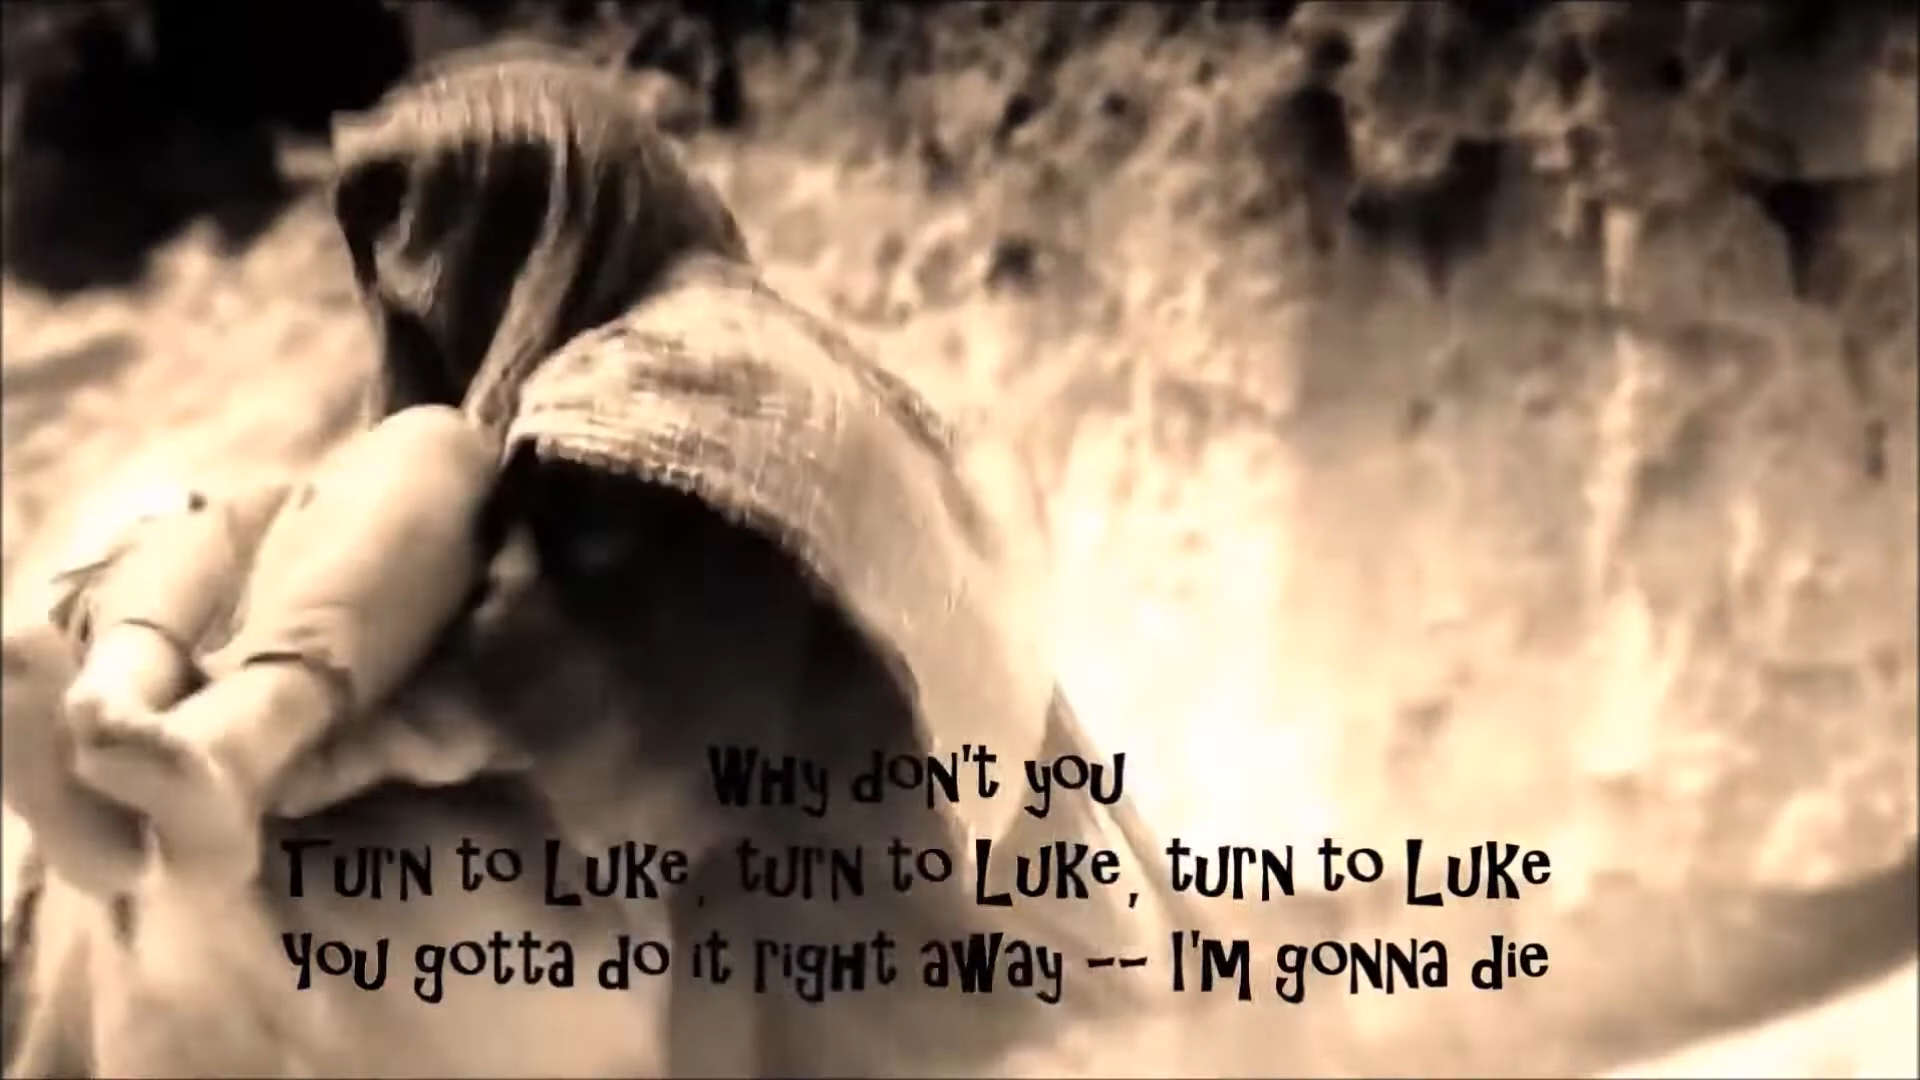 Why don't you
Turn to Luke, turn to Luke, turn to Luke
You gotta do it right away -- I'm gonna die